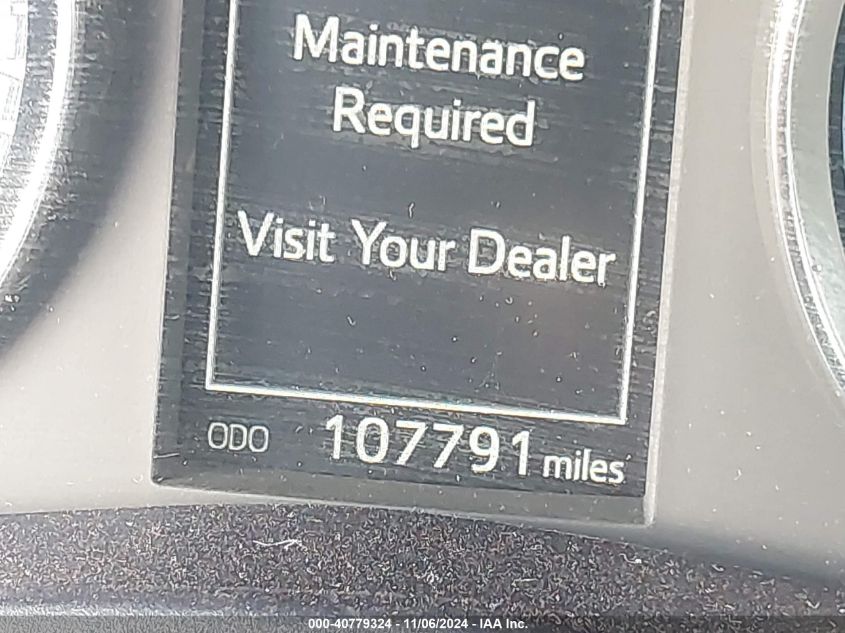 Maintenance
Required
Visit Your Dealer
ODO 107791 miles
000-40779324 - 11/06/2024 - IAA Inc.